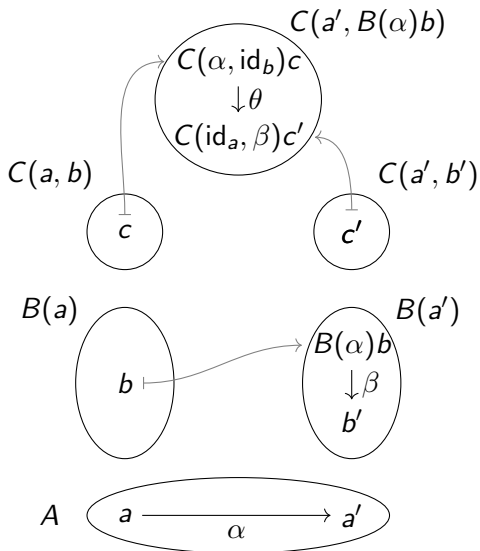 C(a′, B(α)b)
C(α, id_b)c
↓θ
C(id_a, β)c′
C(a, b)
C(a′, b′)
c
c′
B(a)
B(a′)
B(α)b
b
↓β
b′
A
a
a′
α